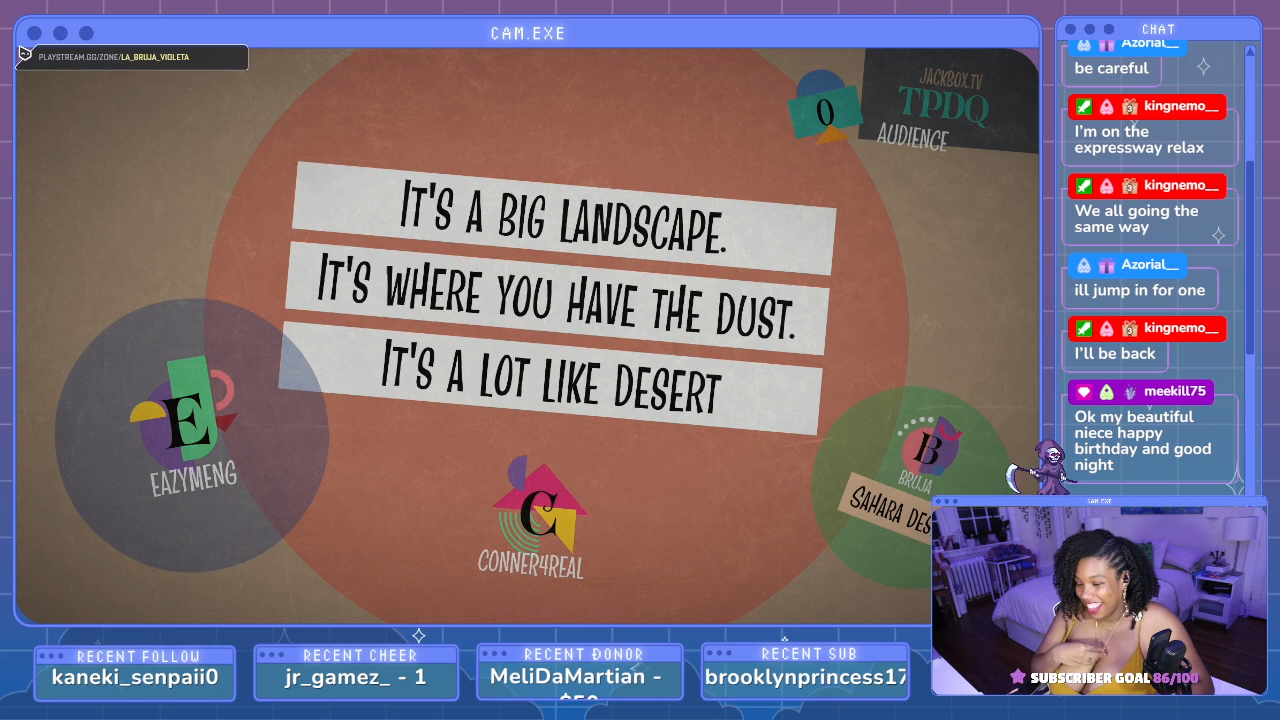 CAM.EXE
PLAYSTREAM.GG/ZONE/LA_BRUJA_VIOLETA
0
JACKBOX.TV
TPDQ
AUDIENCE
IT'S A BIG LANDSCAPE.
IT'S WHERE YOU HAVE THE DUST.
IT'S A LOT LIKE DESERT
E
EAZYMENG
C
CONNER4REAL
B
BRUJA
SAHARA DES
CHAT
Azorial__
be careful
kingnemo__
I'm on the
expressway relax
kingnemo__
We all going the
same way
Azorial__
ill jump in for one
kingnemo__
I'll be back
meekill75
Ok my beautiful
niece happy
birthday and good
night
CAM.EXE
SUBSCRIBER GOAL 86/100
RECENT FOLLOW
kaneki_senpaii0
RECENT CHEER
jr_gamez_ - 1
RECENT DONOR
MeliDaMartian -
RECENT SUB
brooklynprincess17